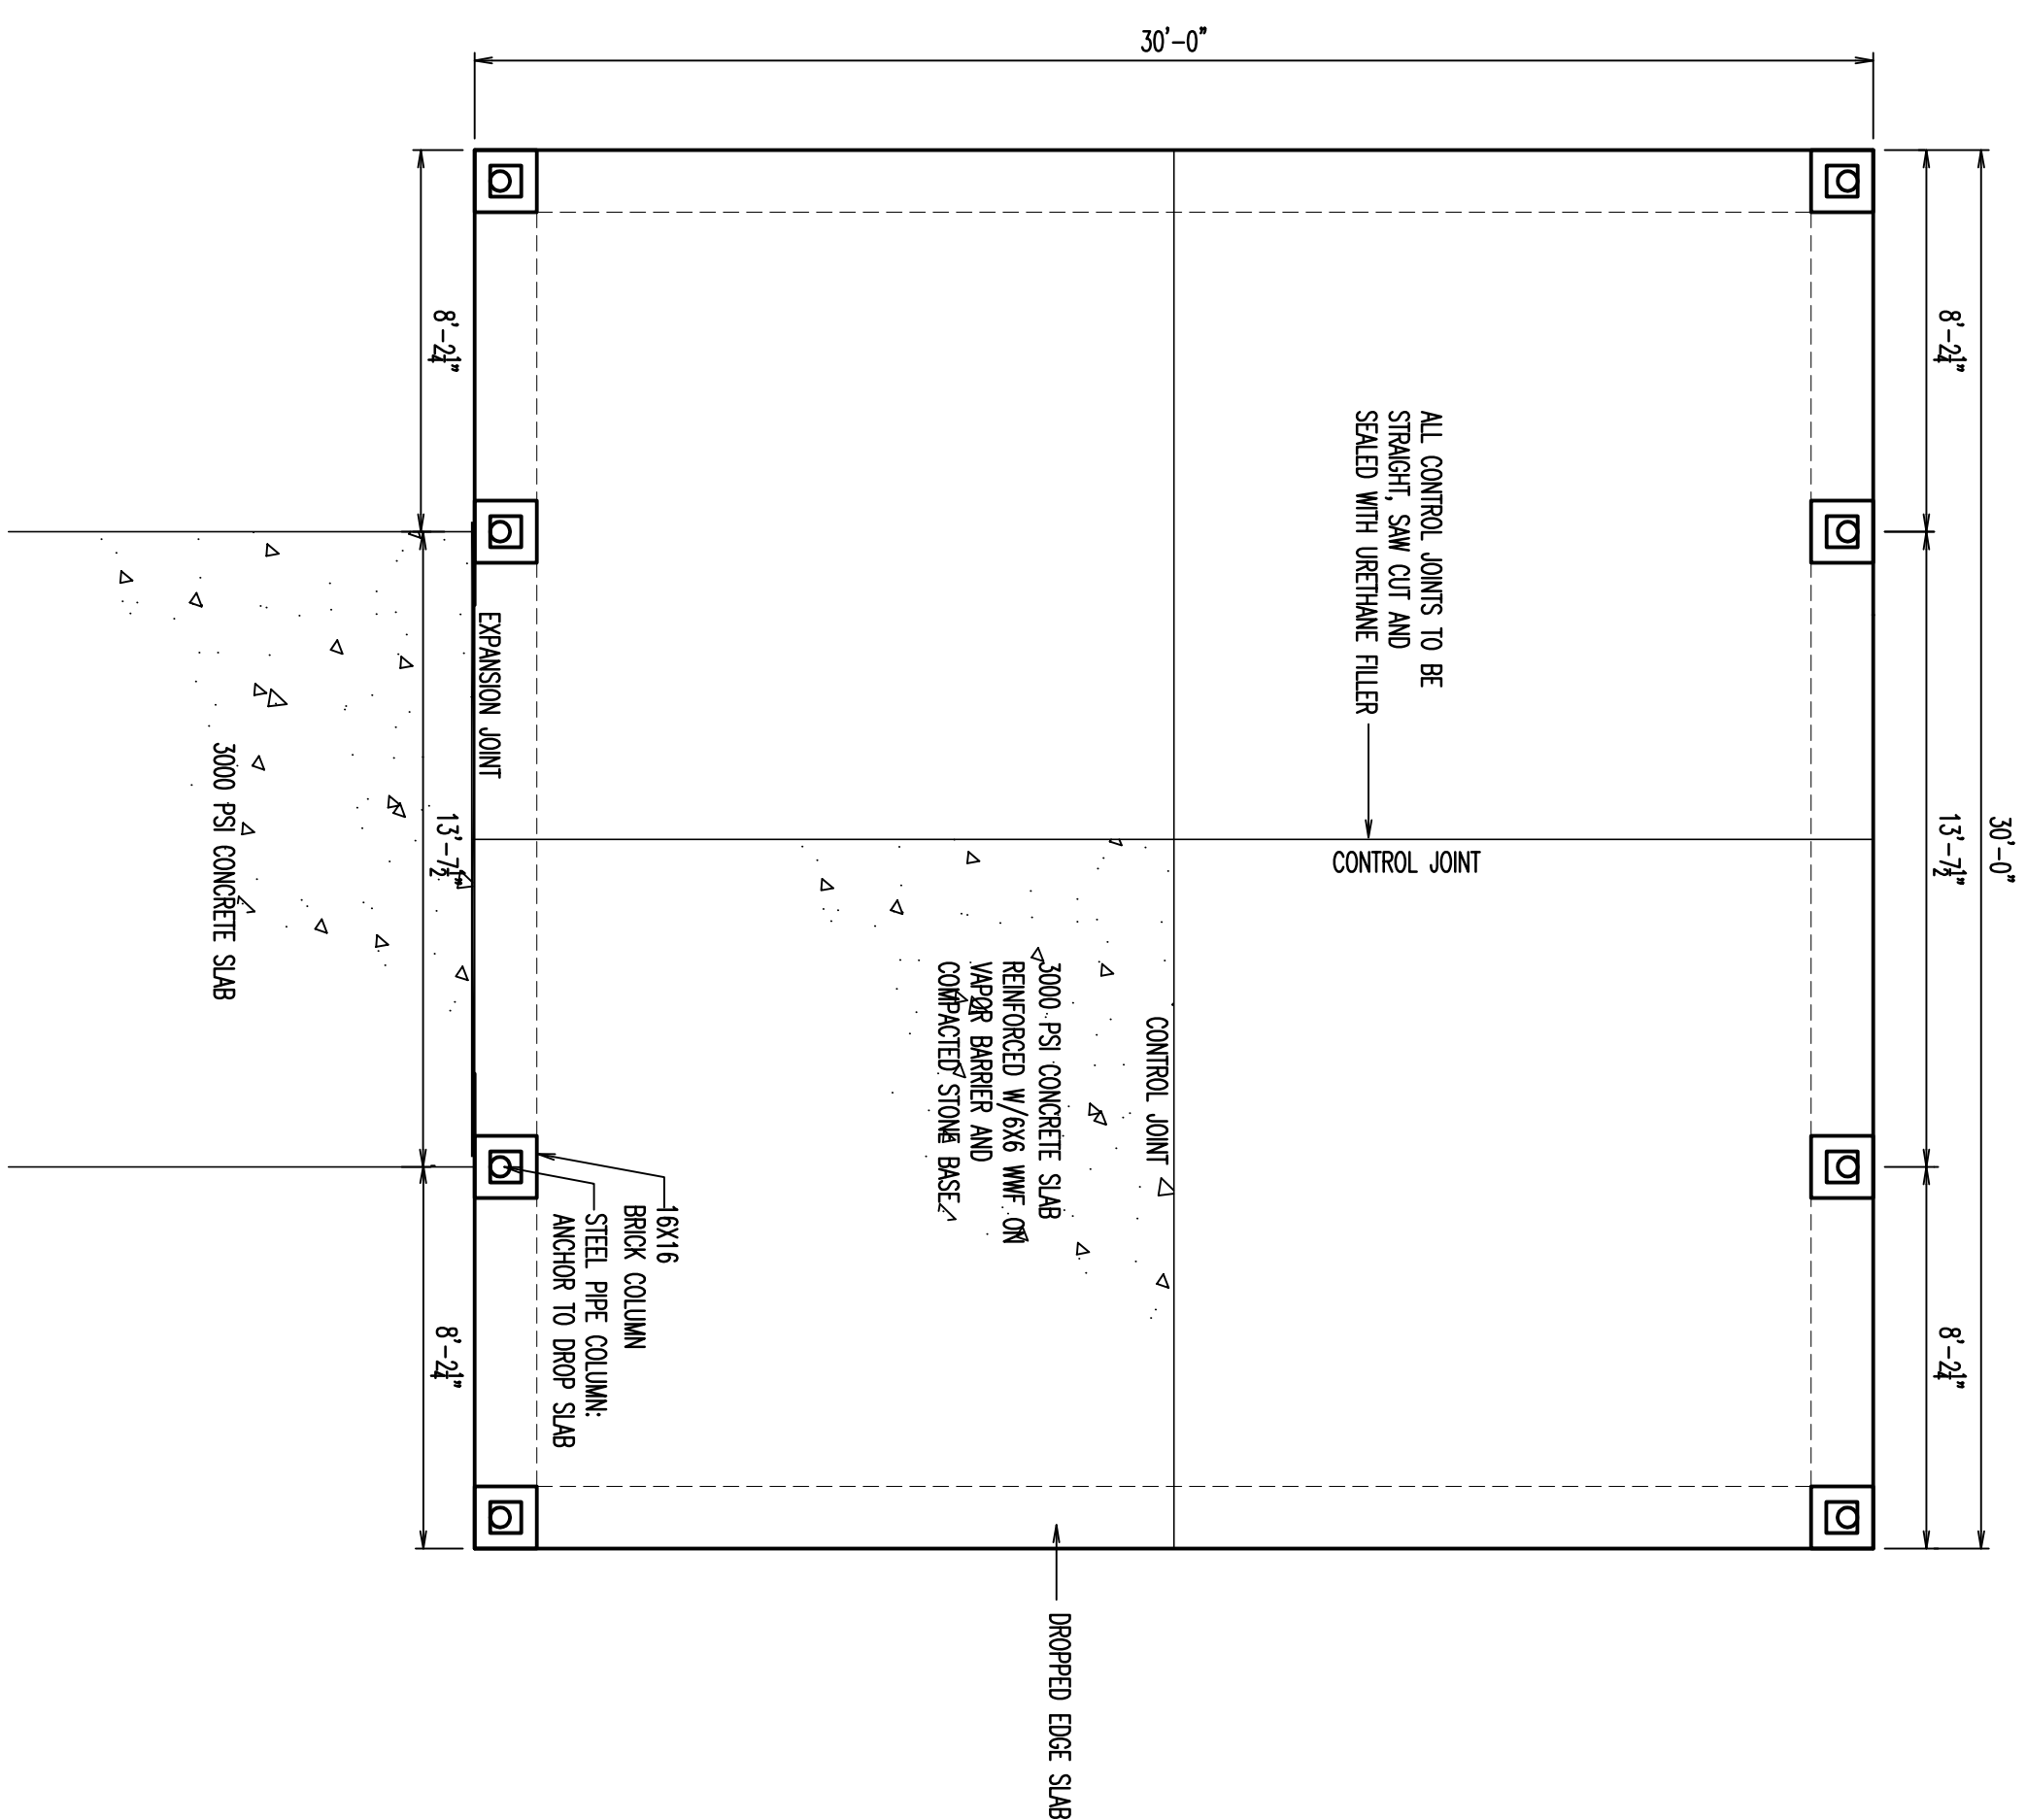 30'-0"
30'-0"
8'-2¼"
13'-7½"
8'-2¼"
ALL CONTROL JOINTS TO BE
STRAIGHT, SAW CUT AND
SEALED WITH URETHANE FILLER
CONTROL JOINT
CONTROL JOINT
3000 PSI CONCRETE SLAB
REINFORCED W/6X6 WWF ON
VAPOR BARRIER AND
COMPACTED STONE BASE
DROPPED EDGE SLAB
16X16
BRICK COLUMN
STEEL PIPE COLUMN:
ANCHOR TO DROP SLAB
EXPANSION JOINT
8'-2¼"
13'-7½"
8'-2¼"
3000 PSI CONCRETE SLAB